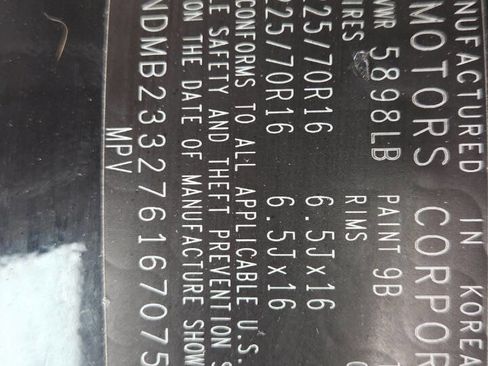 NUFACTURED IN KOREA
MOTORS CORPOR
VWR 5898LB PAINT 9B
IRES RIMS
225/70R16 6.5Jx16
225/70R16 6.5Jx16
CONFORMS TO ALL APPLICABLE U.S.
LE SAFETY AND THEFT PREVENTION S
ON THE DATE OF MANUFACTURE SHOW
NDMB233276167075
MPV